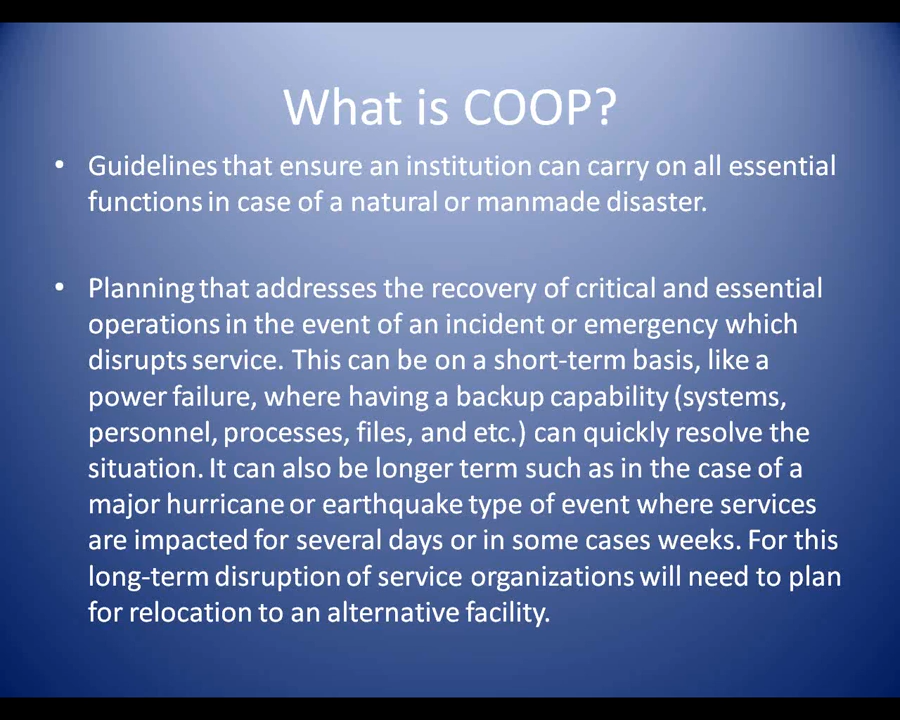 What is COOP?
• Guidelines that ensure an institution can carry on all essential
functions in case of a natural or manmade disaster.
• Planning that addresses the recovery of critical and essential
operations in the event of an incident or emergency which
disrupts service. This can be on a short-term basis, like a
power failure, where having a backup capability (systems,
personnel, processes, files, and etc.) can quickly resolve the
situation. It can also be longer term such as in the case of a
major hurricane or earthquake type of event where services
are impacted for several days or in some cases weeks. For this
long-term disruption of service organizations will need to plan
for relocation to an alternative facility.